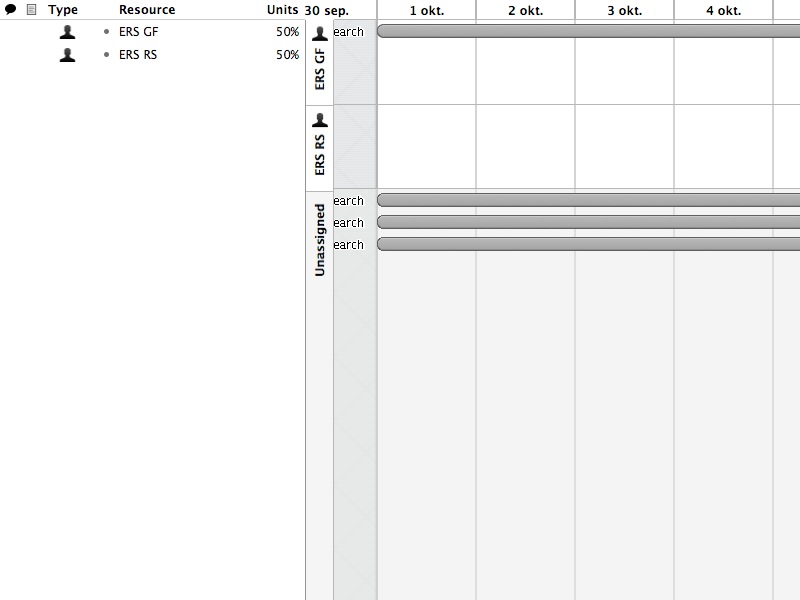 Type Resource Units 30 sep. 1 okt. 2 okt. 3 okt. 4 okt.
ERS GF 50%
ERS RS 50%
ERS GF
earch
ERS RS
Unassigned
earch
earch
earch